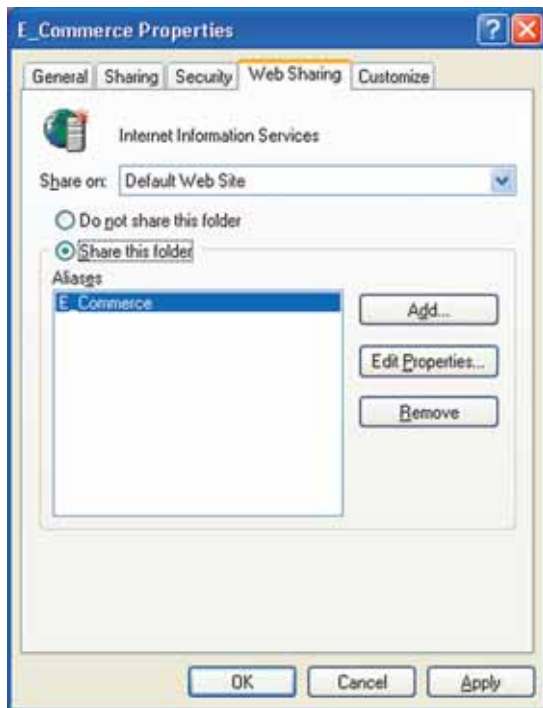 E_Commerce Properties
General Sharing Security Web Sharing Customize
Internet Information Services
Share on: Default Web Site
Do not share this folder
Share this folder
Aliases
E_Commerce
Add...
Edit Properties...
Remove
OK Cancel Apply